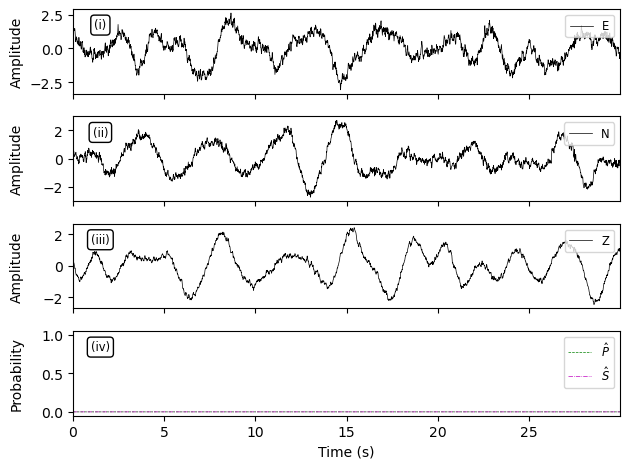 2.5
0.0
−2.5
Amplitude
(i)
E
2
0
−2
Amplitude
(ii)
N
2
0
−2
Amplitude
(iii)
Z
1.0
0.5
0.0
Probability
(iv)
P̂
Ŝ
0 5 10 15 20 25
Time (s)